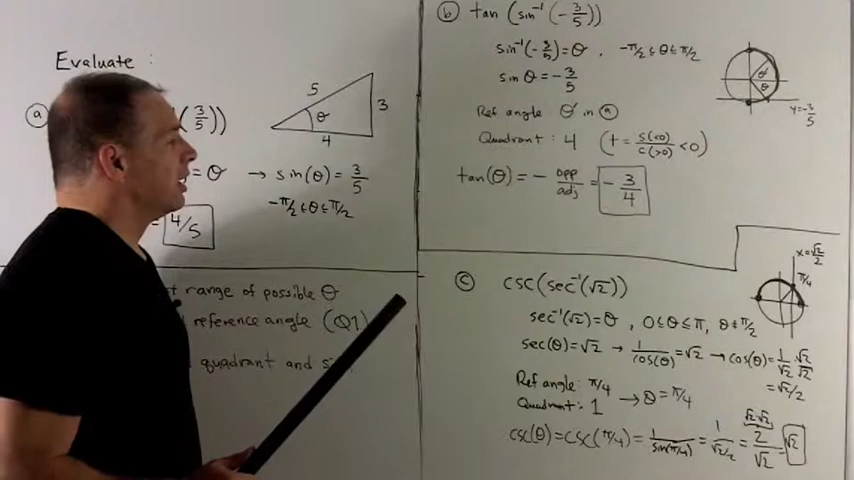 Evaluate :
(a) (3/5))
= θ → sin(θ) = 3/5
-π/2 ≤ θ ≤ π/2
= 4/5
5
θ
3
4
range of possible θ
reference angle (Q1)
quadrant and
(b) tan (sin⁻¹(-3/5))
sin⁻¹(-3/5) = θ , -π/2 ≤ θ ≤ π/2
sin θ = -3/5
Ref angle θ' in (a)
Quadrant : 4 (t = s(<0)/c(>0) < 0)
tan(θ) = - opp/adj = -3/4
θ'
θ
y = -3/5
(c) csc(sec⁻¹(√2))
sec⁻¹(√2) = θ , 0 ≤ θ ≤ π, θ ≠ π/2
sec(θ) = √2 → 1/cos(θ) = √2 → cos(θ) = 1/√2 √2/√2
= √2/2
Ref angle: π/4
Quadrant: 1 → θ = π/4
csc(θ) = csc(π/4) = 1/sin(π/4) = 1/√2/2 = 2/√2 = √2
√2·√2
x = √2/2
π/4